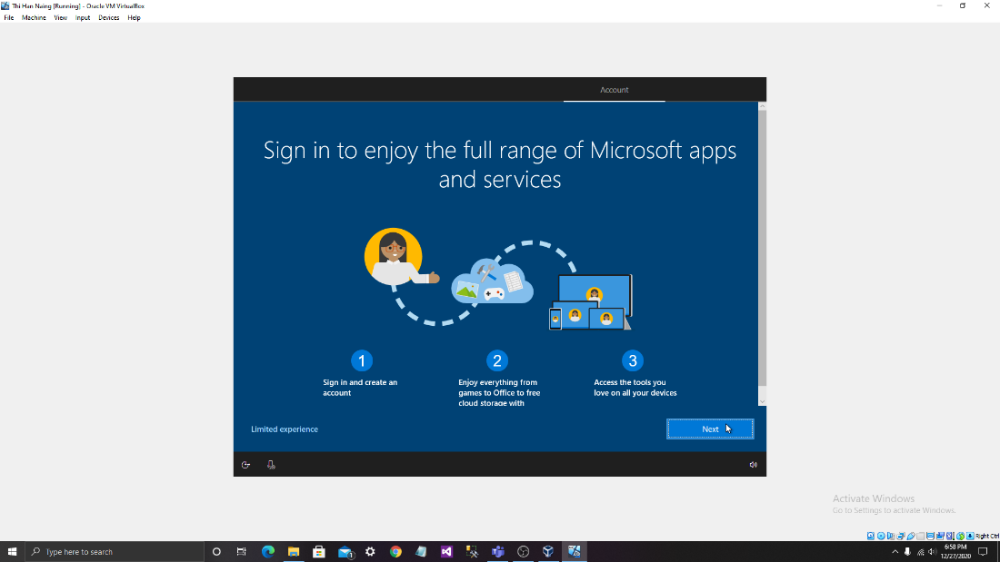 Thi Han Naing [Running] - Oracle VM VirtualBox
File Machine View Input Devices Help
Account
Sign in to enjoy the full range of Microsoft apps
and services
1
2
3
Sign in and create an
account
Enjoy everything from
games to Office to free
cloud storage with
Access the tools you
love on all your devices
Limited experience
Next
Activate Windows
Go to Settings to activate Windows.
Right Ctrl
Type here to search
1
6:58 PM
12/27/2020